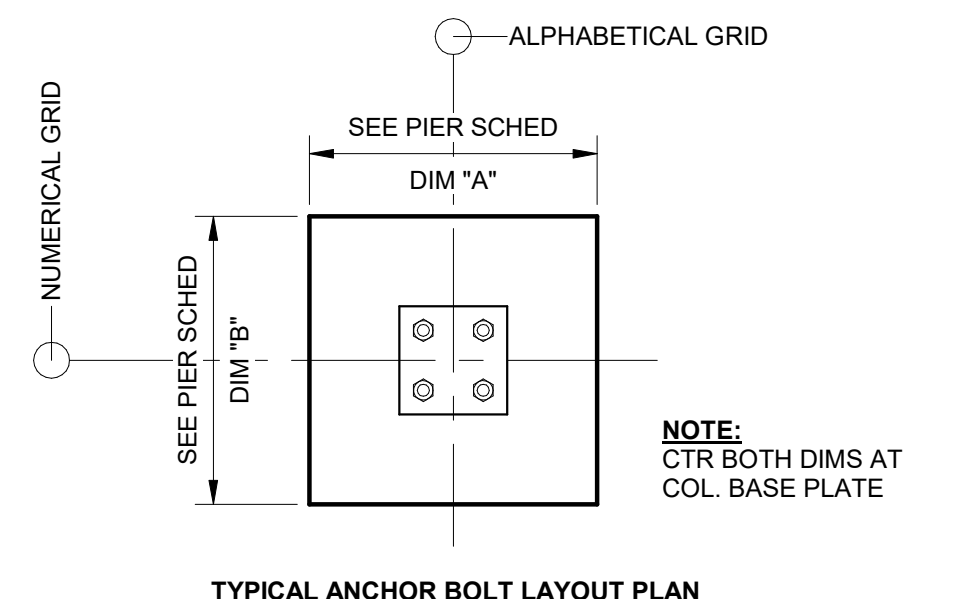 ALPHABETICAL GRID
NUMERICAL GRID
SEE PIER SCHED
DIM "A"
SEE PIER SCHED
DIM "B"
NOTE:
CTR BOTH DIMS AT
COL. BASE PLATE
TYPICAL ANCHOR BOLT LAYOUT PLAN